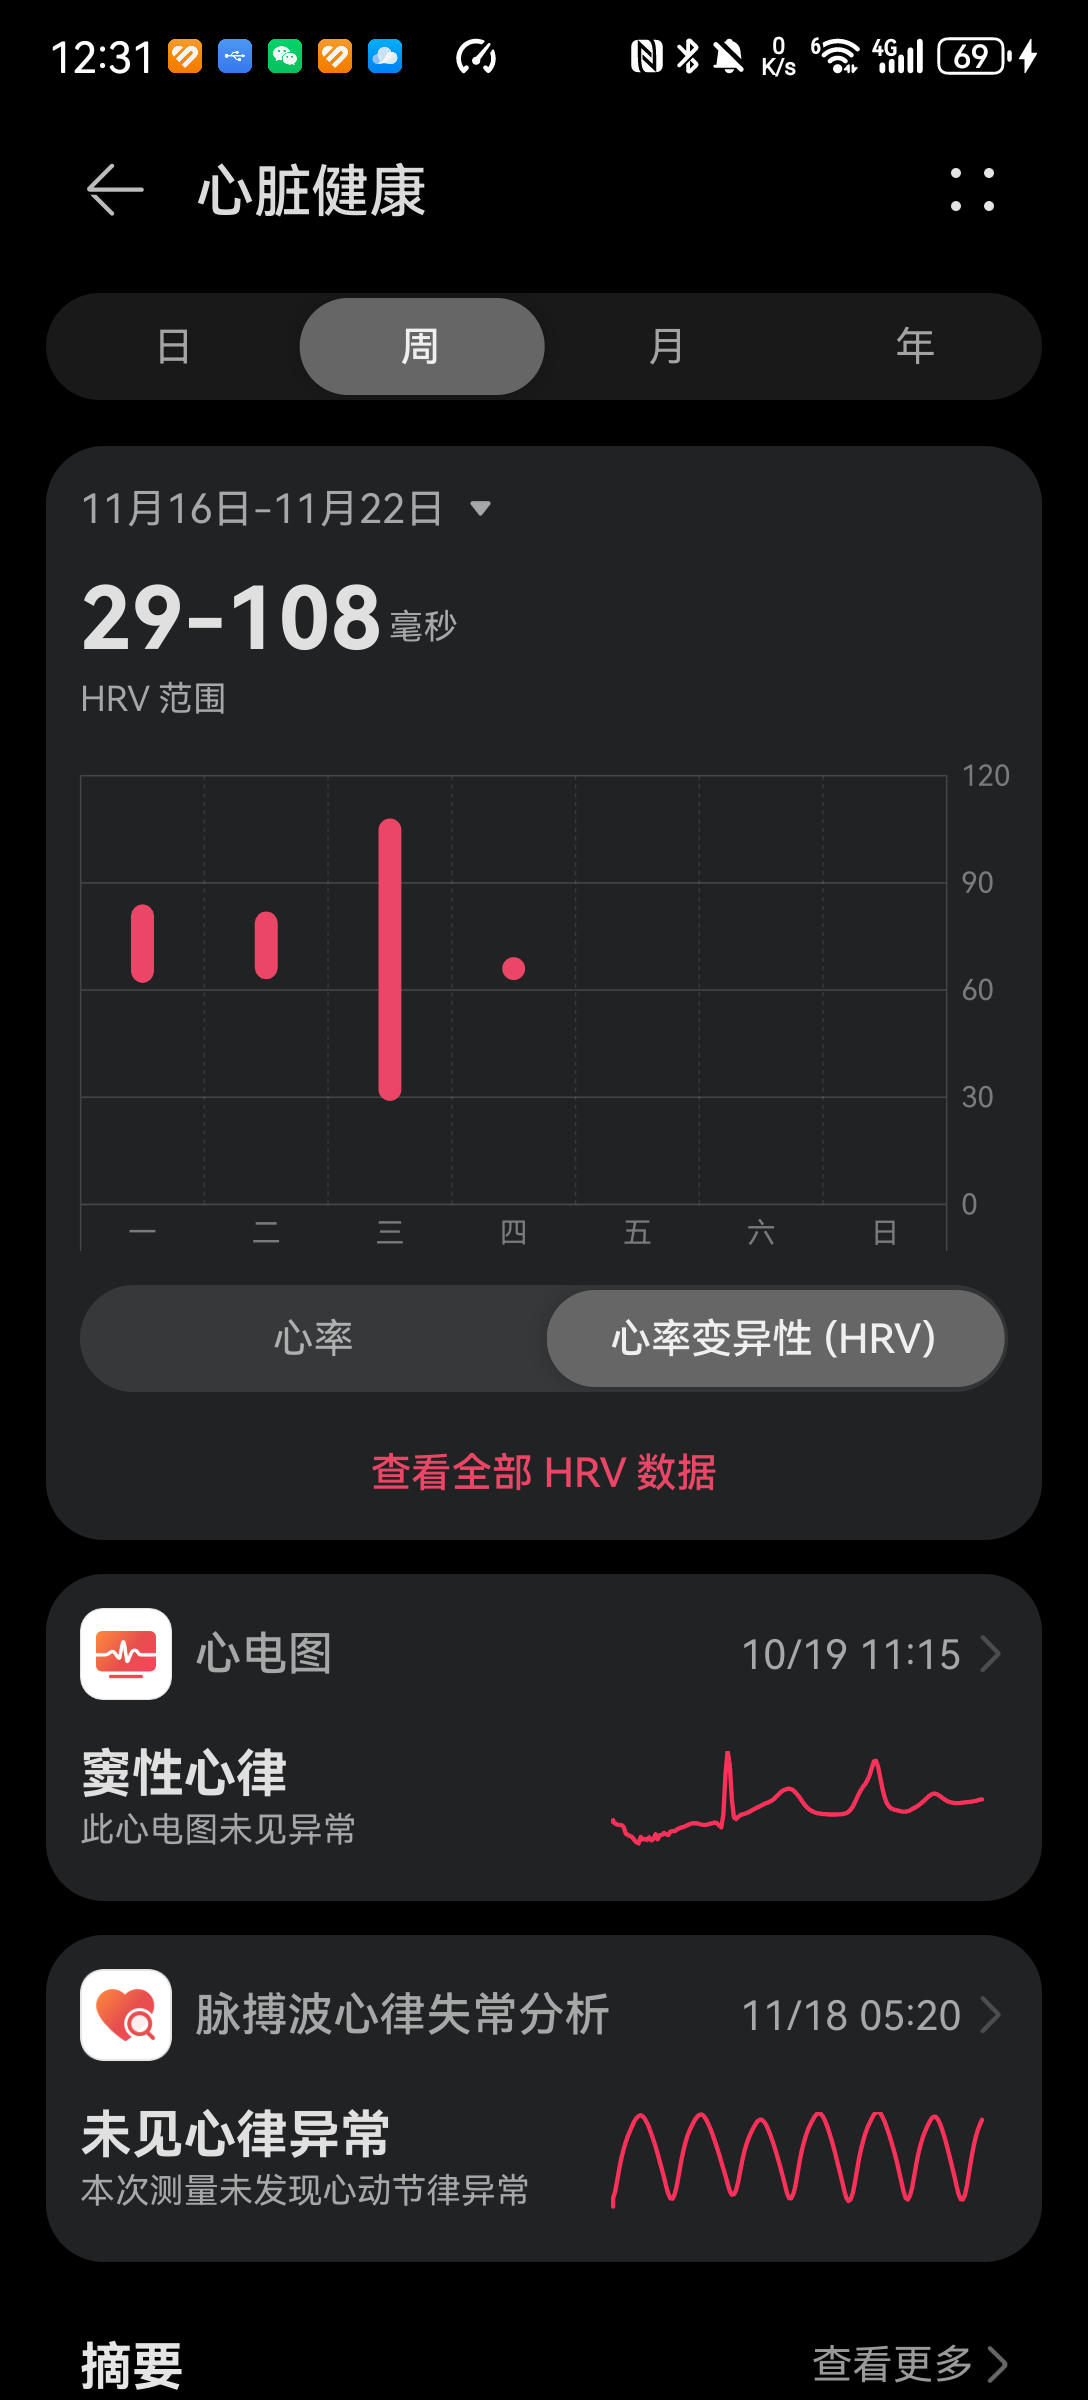 12:31
0 K/s
6
4G
69
心脏健康
日 周 月 年
11月16日-11月22日
29-108毫秒
HRV 范围
120
90
60
30
0
一 二 三 四 五 六 日
心率 心率变异性 (HRV)
查看全部 HRV 数据
心电图 10/19 11:15
窦性心律
此心电图未见异常
脉搏波心律失常分析 11/18 05:20
未见心律异常
本次测量未发现心动节律异常
摘要 查看更多